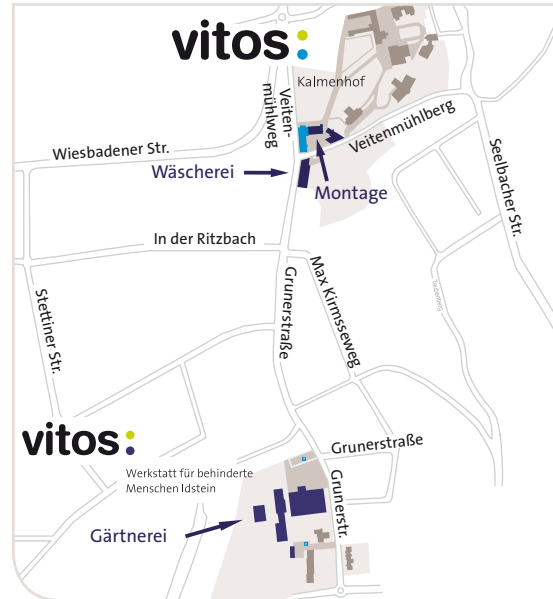 vitos:
Kalmenhof
Veiten-
mühlweg
Wiesbadener Str.
Veitenmühlberg
Seelbacher Str.
Wäscherei
Montage
In der Ritzbach
Grunerstraße
Max Kirmsseweg
Taubenberg
Stettiner Str.
vitos:
Werkstatt für behinderte
Menschen Idstein
Grunerstraße
Grunerstr.
Gärtnerei